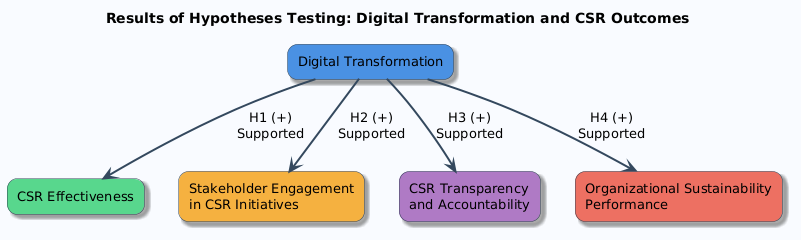 Results of Hypotheses Testing: Digital Transformation and CSR Outcomes
Digital Transformation
H1 (+)
Supported
H2 (+)
Supported
H3 (+)
Supported
H4 (+)
Supported
CSR Effectiveness
Stakeholder Engagement
in CSR Initiatives
CSR Transparency
and Accountability
Organizational Sustainability
Performance